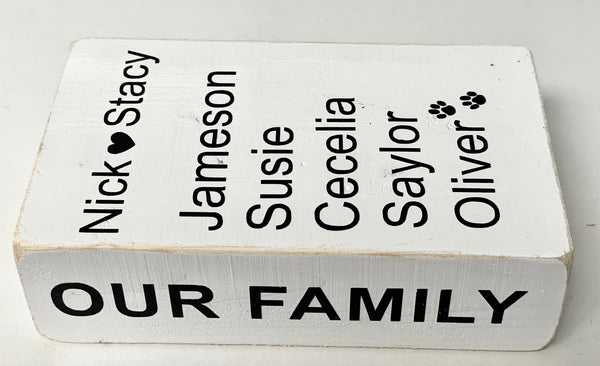 Nick ♥ Stacy
Jameson
Susie
Cecelia
Saylor
Oliver
OUR FAMILY